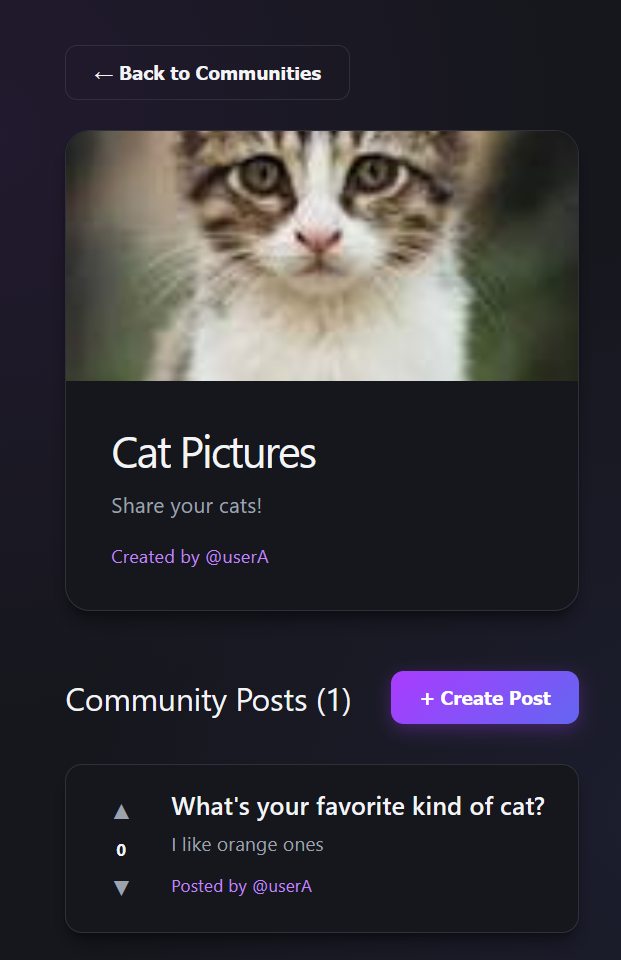 ← Back to Communities
Cat Pictures
Share your cats!
Created by @userA
Community Posts (1)
+ Create Post
▲
What's your favorite kind of cat?
0
I like orange ones
▼
Posted by @userA